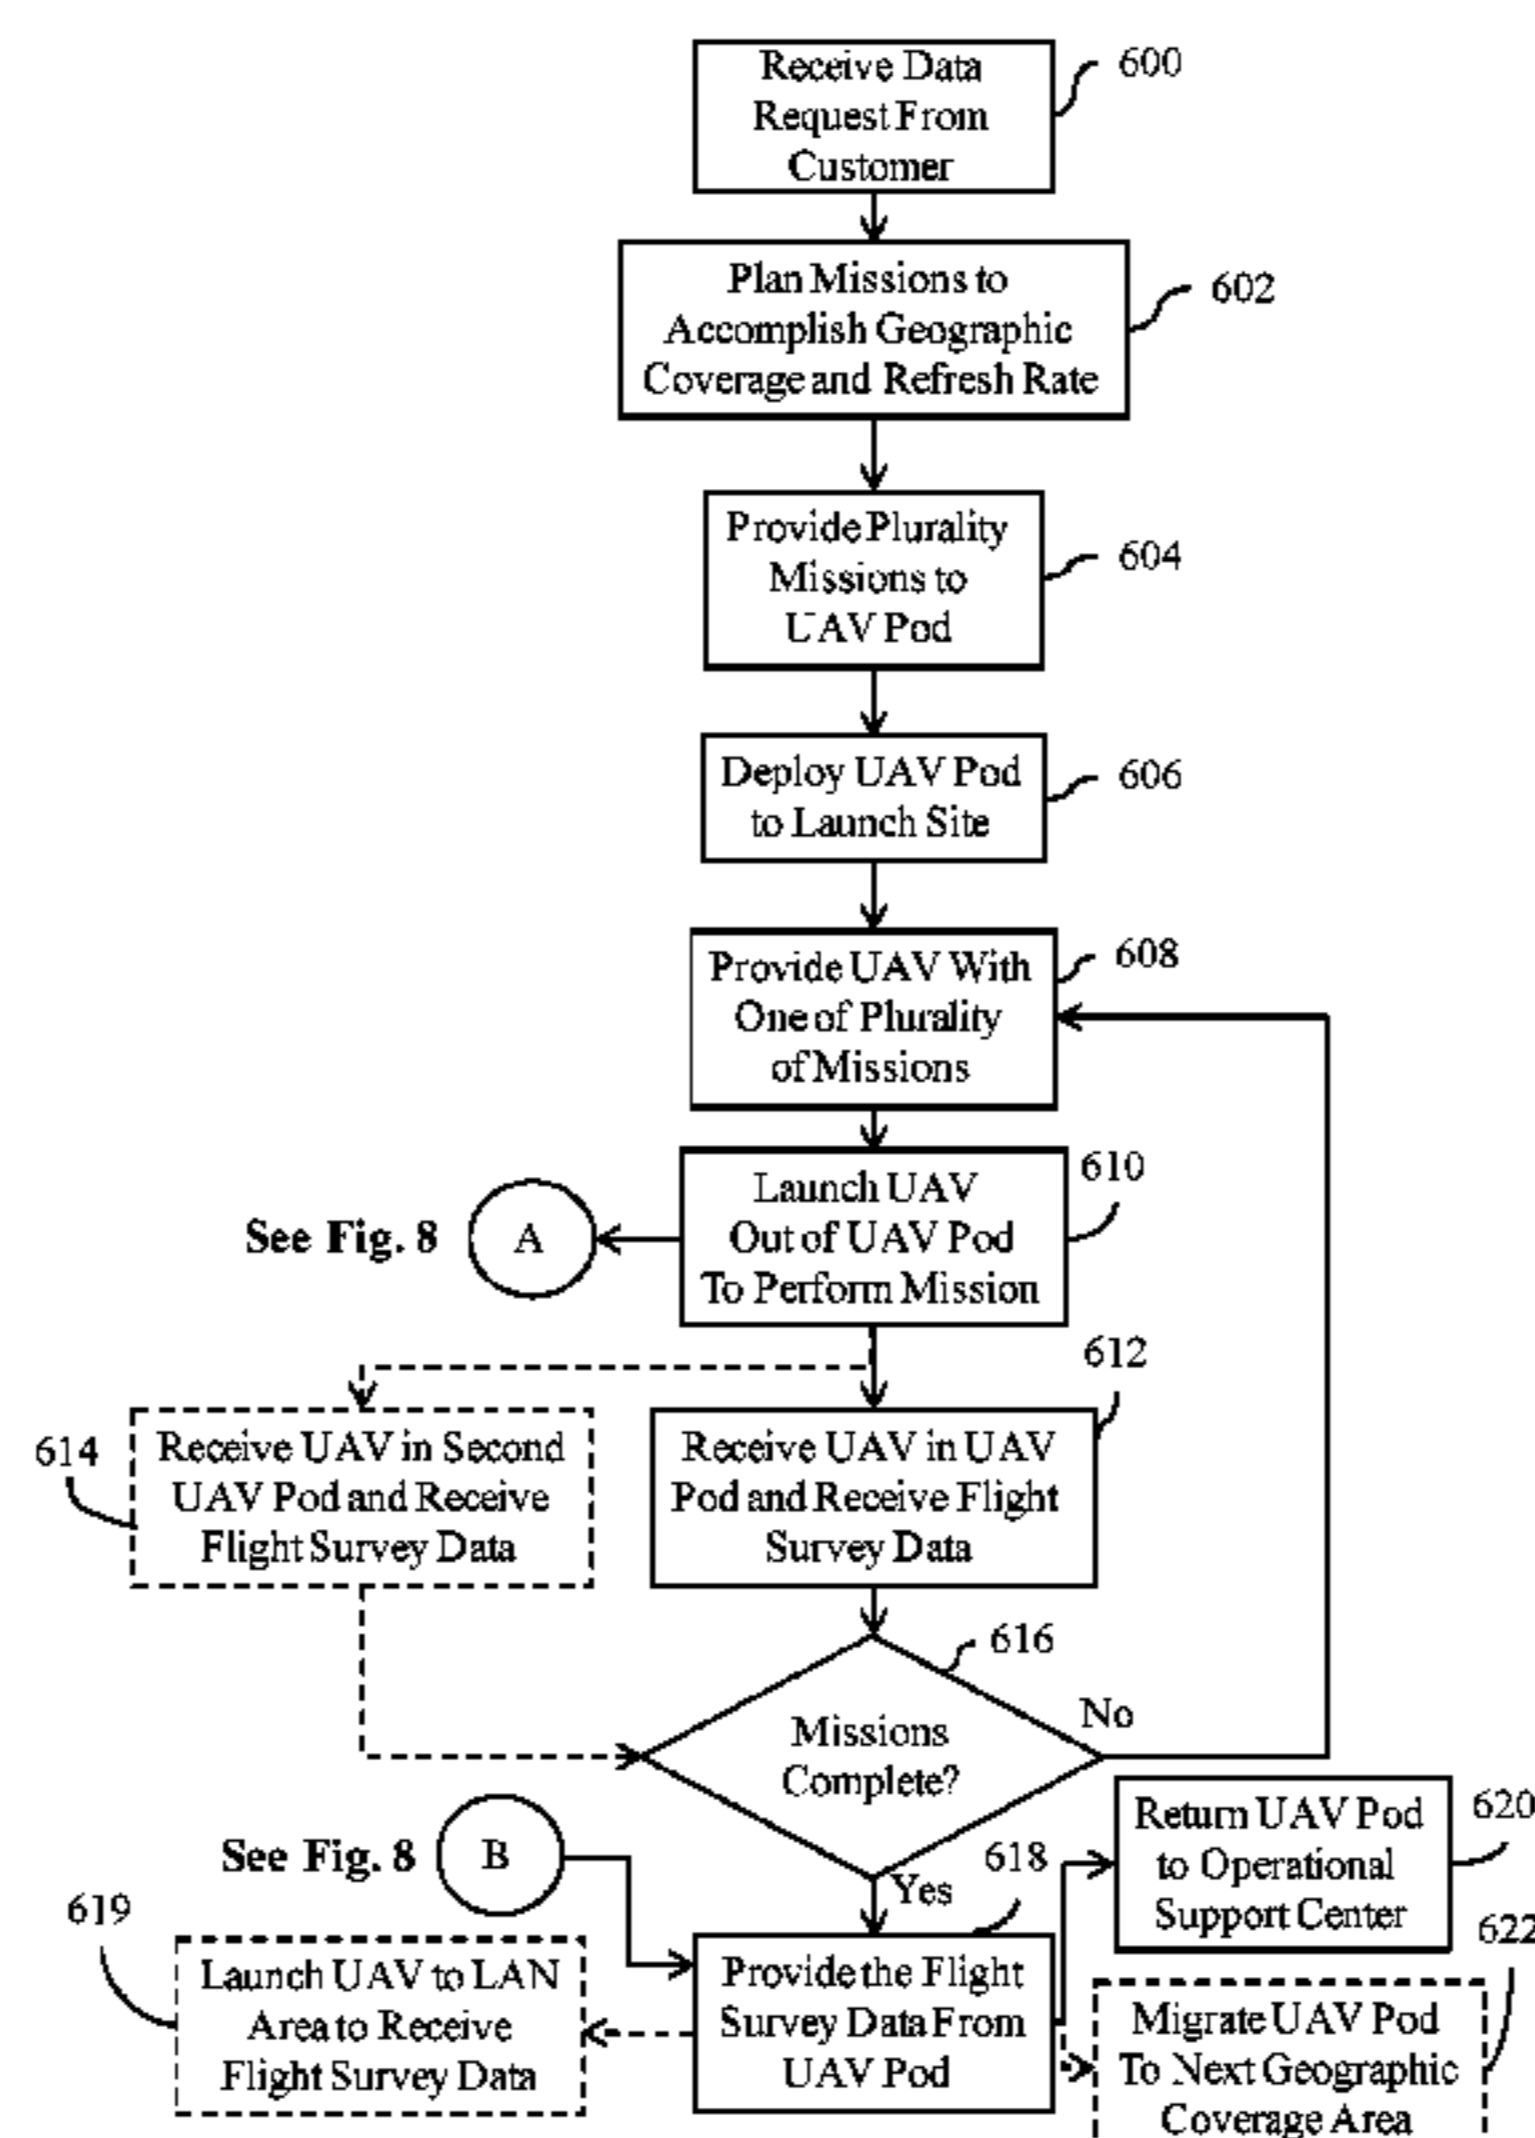 Receive Data
Request From
Customer
600
Plan Missions to
Accomplish Geographic
Coverage and Refresh Rate
602
Provide Plurality
Missions to
UAV Pod
604
Deploy UAV Pod
to Launch Site
606
Provide UAV With
One of Plurality
of Missions
608
Launch UAV
Out of UAV Pod
To Perform Mission
610
See Fig. 8
A
612
614
Receive UAV in Second
UAV Pod and Receive
Flight Survey Data
Receive UAV in UAV
Pod and Receive Flight
Survey Data
616
Missions
Complete?
No
Yes
See Fig. 8
B
618
Return UAV Pod
to Operational
Support Center
620
619
Launch UAV to LAN
Area to Receive
Flight Survey Data
Provide the Flight
Survey Data From
UAV Pod
622
Migrate UAV Pod
To Next Geographic
Coverage Area